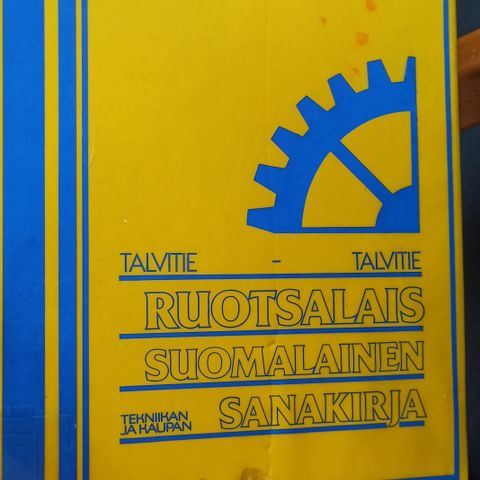 TALVITIE - TALVITIE
RUOTSALAIS
SUOMALAINEN
TEKNIIKAN
JA KAUPAN
SANAKIRJA